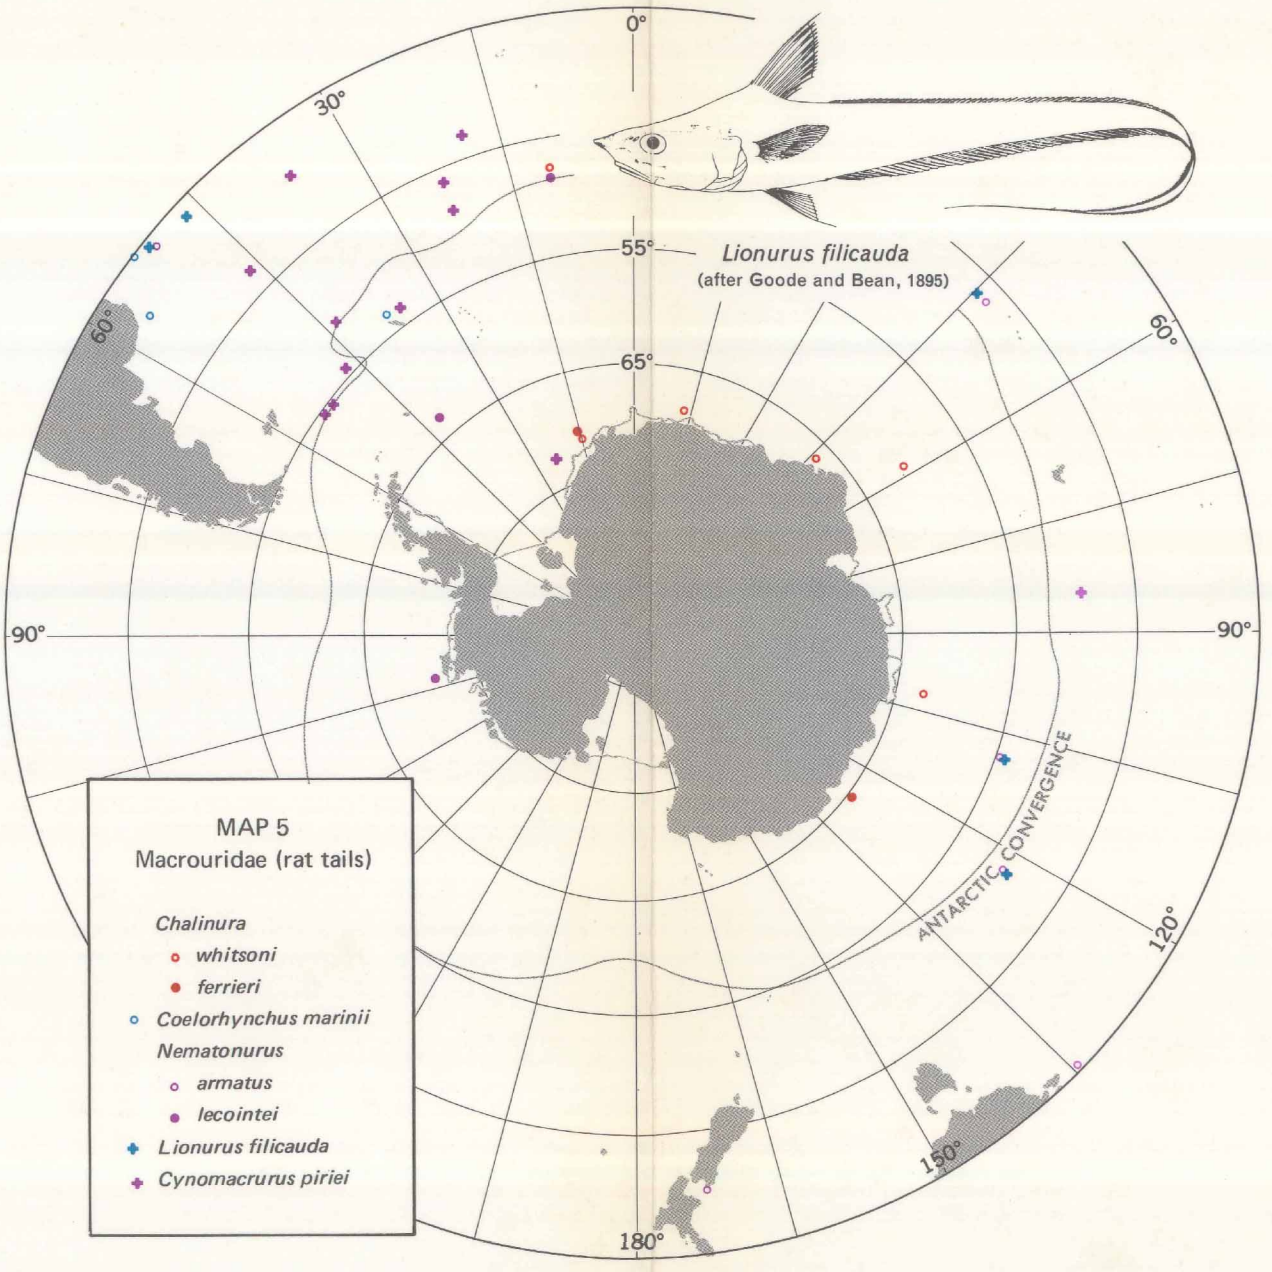 0°
30°
60°
55°
Lionurus filicauda
(after Goode and Bean, 1895)
60°
65°
90°
90°
ANTARCTIC CONVERGENCE
120°
150°
180°
MAP 5
Macrouridae (rat tails)
Chalinura
whitsoni
ferrieri
Coelorhynchus marinii
Nematonurus
armatus
lecointei
Lionurus filicauda
Cynomacrurus piriei